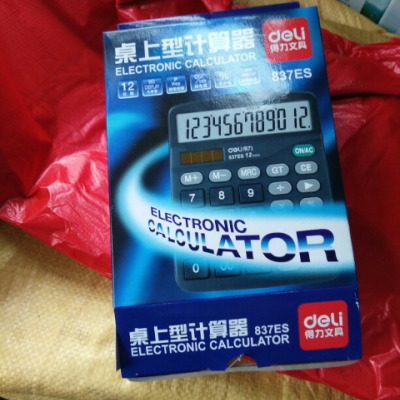 桌上型计算器
ELECTRONIC CALCULATOR
deli
得力文具
837ES
12
123456789012.
ON/AC
M+
M-
MRC
GT
CE
7
8
9
ELECTRONIC
CALCULATOR
0
桌上型计算器 837ES
ELECTRONIC CALCULATOR
deli
得力文具